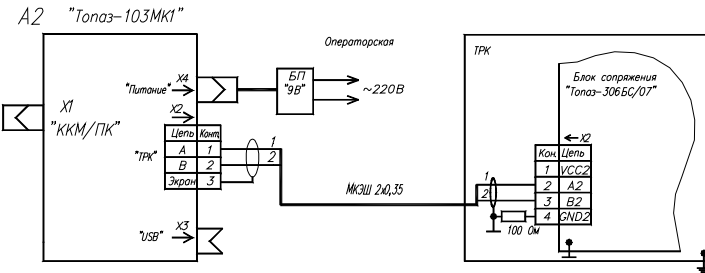 А2 "Топаз-103МК1"
Операторская
ТРК
"Питание"
X4
БП
"9В"
~220В
Блок сопряжения
"Топаз-306БС/07"
X1
"ККМ/ПК"
X2
Цепь Конт.
"ТРК"
А 1
В 2
Экран 3
1
2
МКЭШ 2х0,35
X2
Кон. Цепь
1 VCC2
2 A2
3 B2
4 GND2
1
2
100 Ом
"USB"
X3